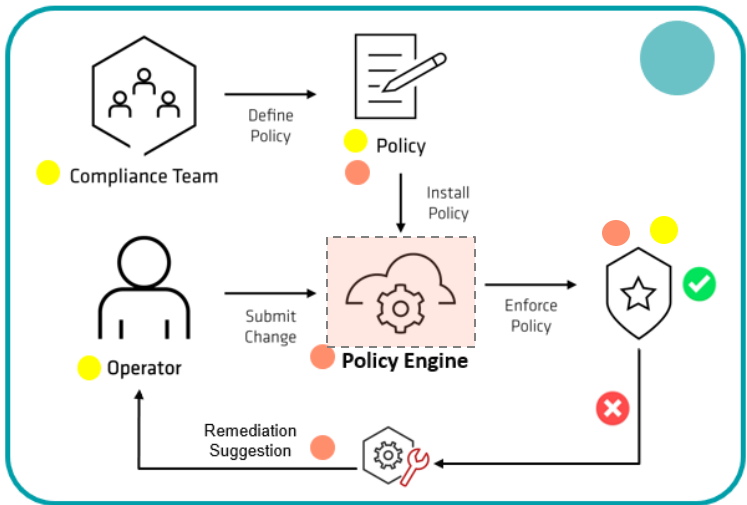 Define
Policy
Policy
Compliance Team
Install
Policy
Submit
Change
Enforce
Policy
Operator
Policy Engine
Remediation
Suggestion